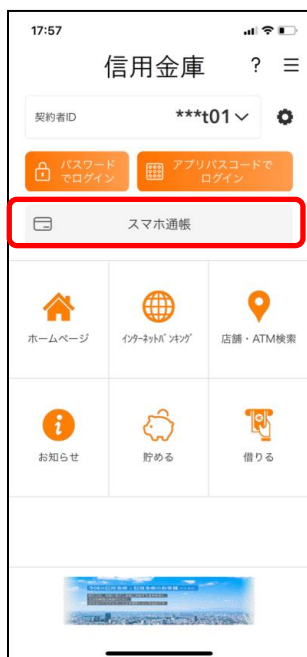 17:57
信用金庫 ? ≡
契約者ID ***t01
パスワード
でログイン
アプリパスコードで
ログイン
スマホ通帳
ホームページ
インターネットバンキング
店舗・ATM検索
お知らせ
貯める
借りる